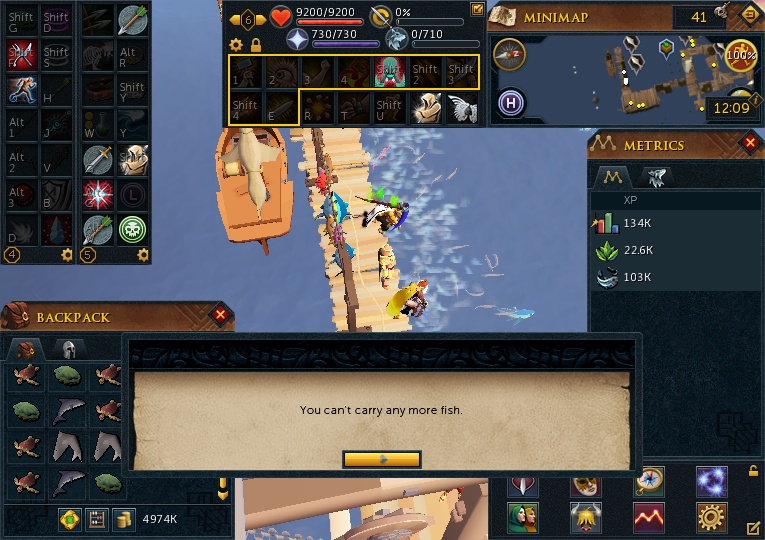 6
9200/9200
0%
730/730
0/710
1
2
3
4
Shift
2
Shift
3
Shift
4
E
R
T
Shift
U
MINIMAP
41
100%
H
12:09
Shift
G
Shift
D
Shift
S
Alt
R
H
Shift
Y
Alt
1
J
W
Y
Alt
2
V
Alt
3
B
G
L
D
4
5
METRICS
XP
134K
22.6K
103K
BACKPACK
You can't carry any more fish.
4974K